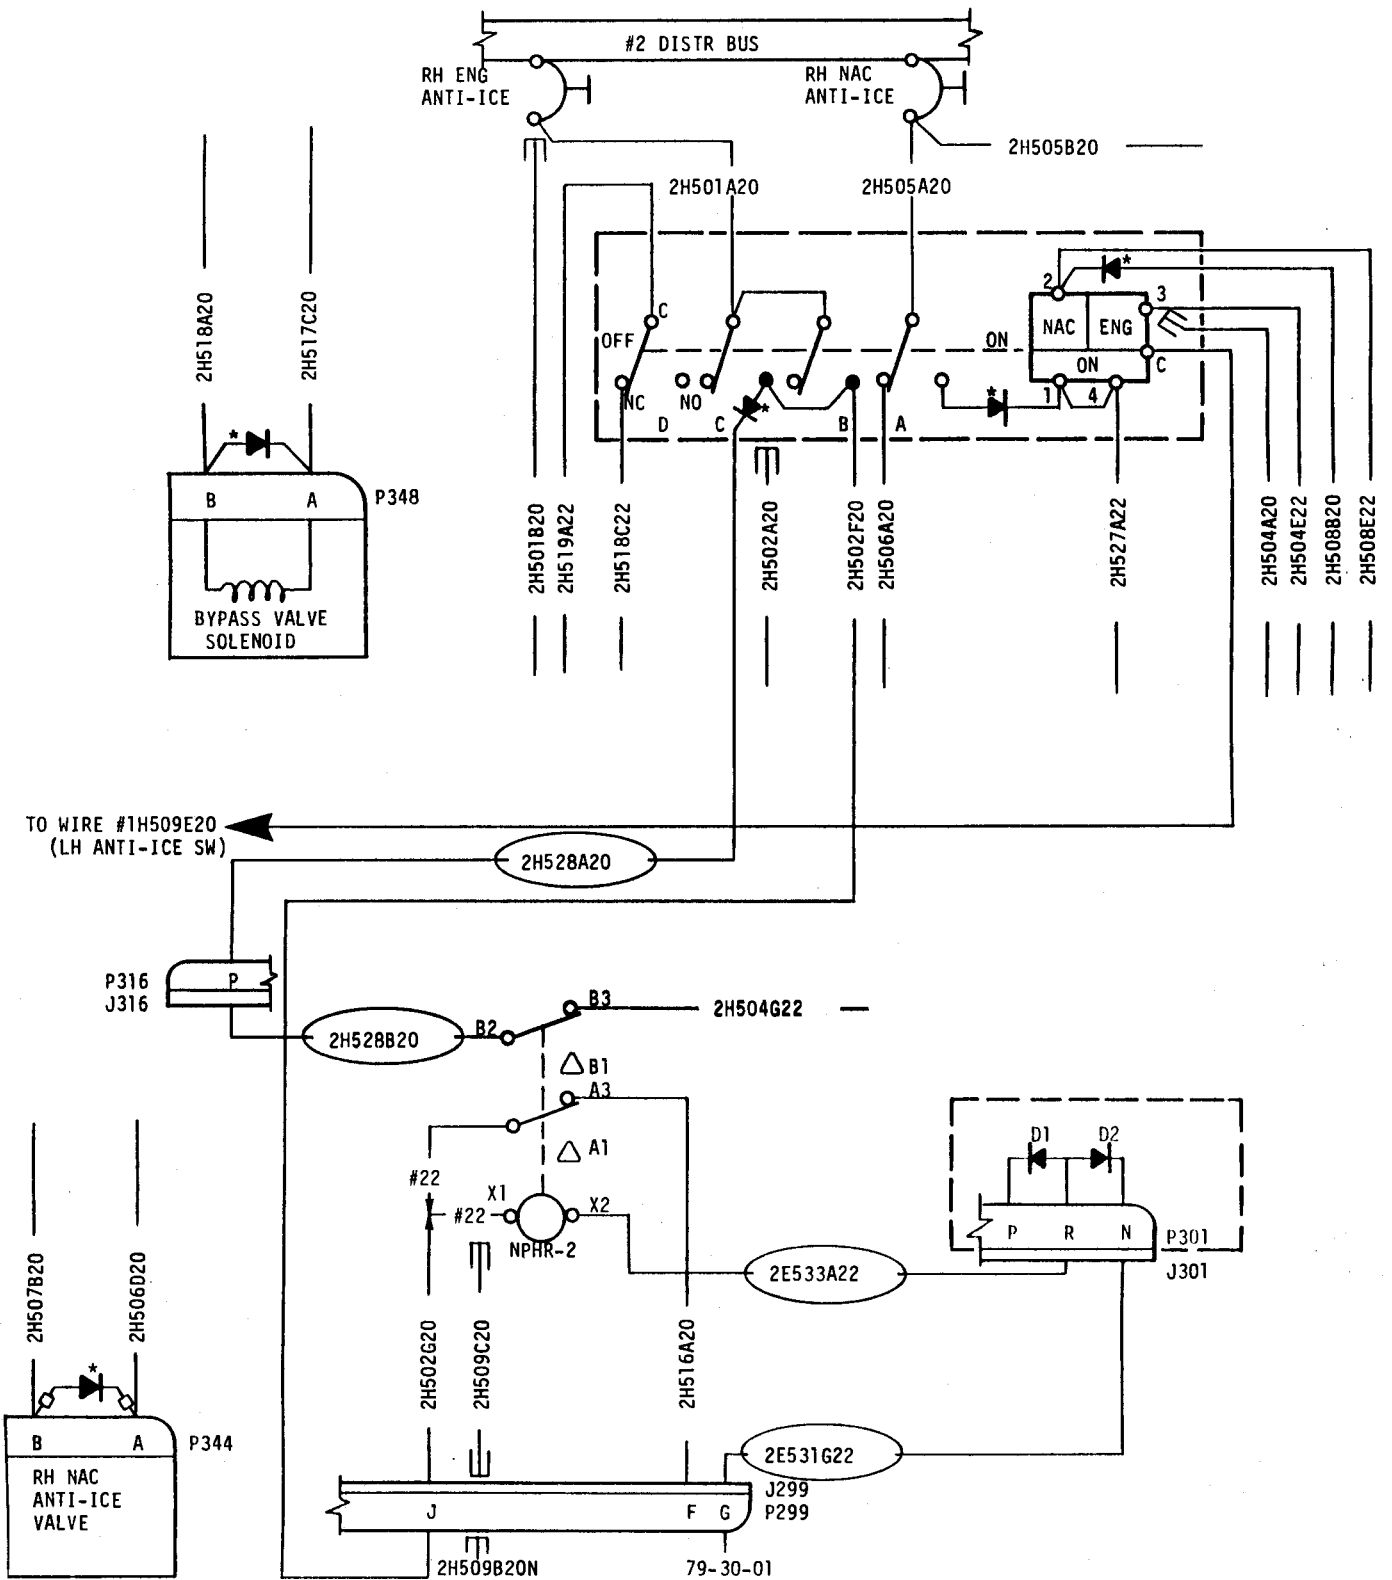 #2 DISTR BUS
RH ENG
ANTI-ICE
RH NAC
ANTI-ICE
2H505B20
2H501A20
2H505A20
2H518A20
2H517C20
*
2
3
NAC
ENG
ON
C
1
4
C
OFF
ON
NC
NO
D
C
*
B
A
*
*
B
A
P348
BYPASS VALVE
SOLENOID
2H501B20
2H519A22
2H518C22
2H502A20
2H502F20
2H506A20
2H527A22
2H504A20
2H504E22
2H508B20
2H508E22
TO WIRE #1H509E20
(LH ANTI-ICE SW)
2H528A20
P316
J316
P
2H528B20
B2
B3
2H504G22
B1
A3
A1
#22
#22
X1
X2
NPHR-2
D1
D2
P
R
N
P301
J301
2E533A22
2H507B20
2H506D20
*
B
A
P344
RH NAC
ANTI-ICE
VALVE
2H502G20
2H509C20
2H516A20
2E531G22
J299
P299
J
F
G
2H509B20N
79-30-01